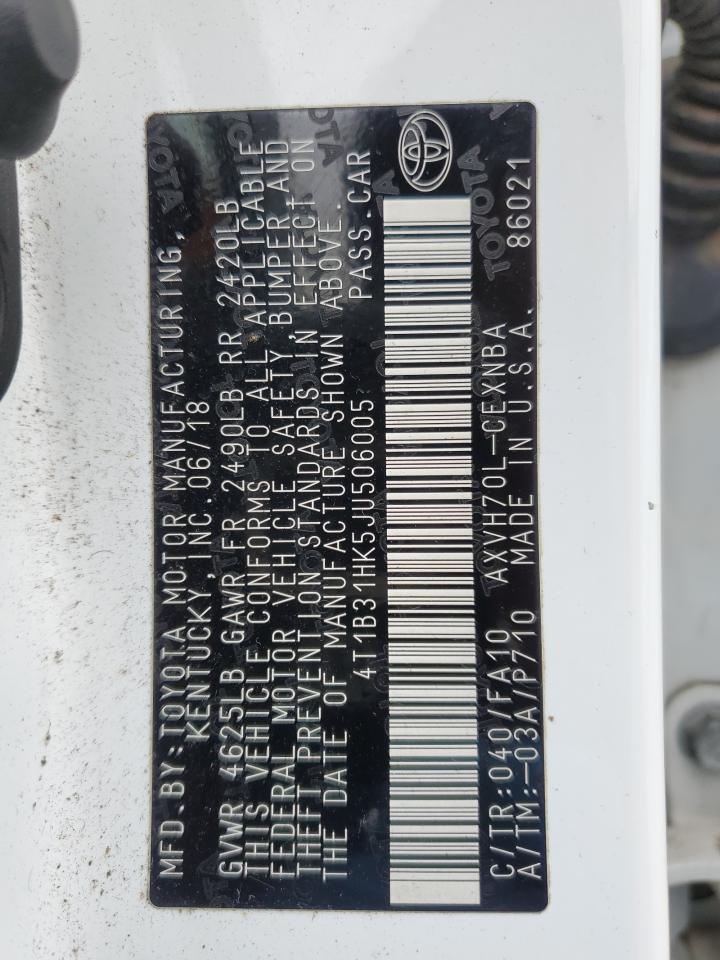 MFD.BY:TOYOTA MOTOR MANUFACTURING,
KENTUCKY,INC.06/18
GVWR 4625LB GAWR FR 2490LB RR 2420LB
THIS VEHICLE CONFORMS TO ALL APPLICABLE
FEDERAL MOTOR VEHICLE SAFETY,BUMPER AND
THEFT PREVENTION STANDARDS IN EFFECT ON
THE DATE OF MANUFACTURE SHOWN ABOVE.
4T1B31HK5JU506005 PASS.CAR
C/TR:040/FA10 AXVH70L-CEXNBA 86021
A/TM:-03A/P710 MADE IN U.S.A.